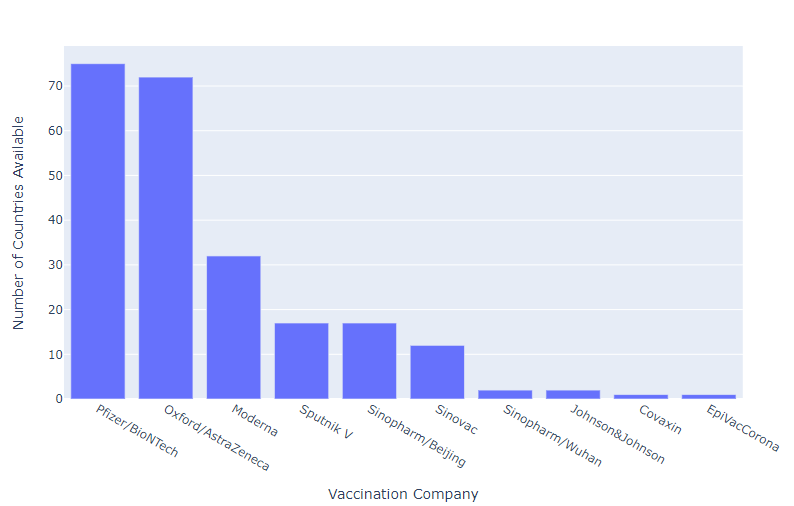 Number of Countries Available
70
60
50
40
30
20
10
0
Pfizer/BioNTech
Oxford/AstraZeneca
Moderna
Sputnik V
Sinopharm/Beijing
Sinovac
Sinopharm/Wuhan
Johnson&Johnson
Covaxin
EpiVacCorona
Vaccination Company